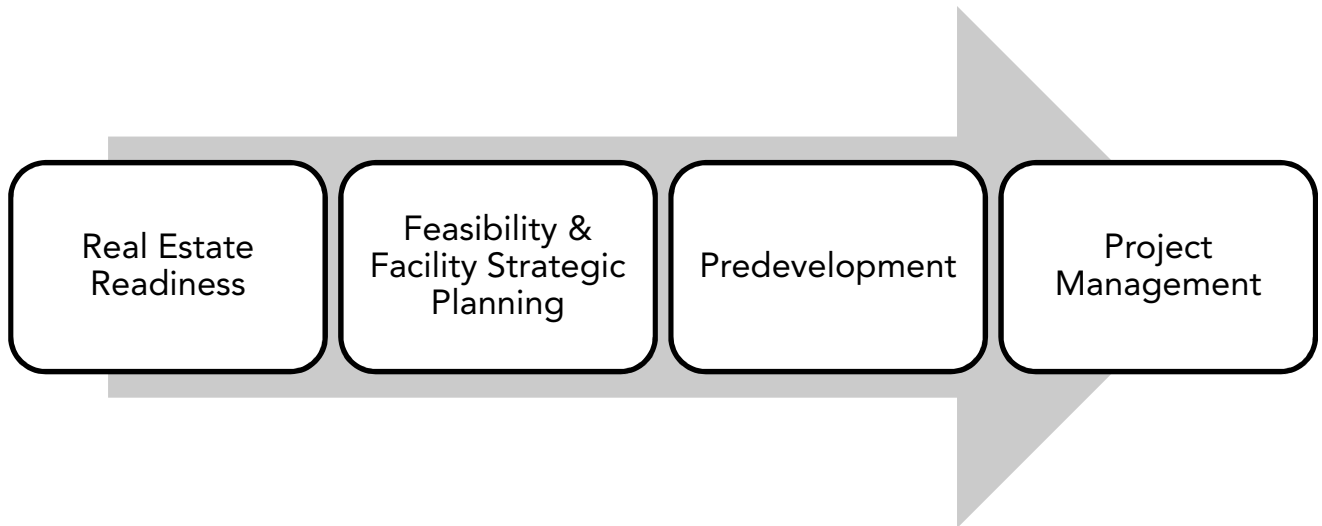 Real Estate
Readiness
Feasibility &
Facility Strategic
Planning
Predevelopment
Project
Management